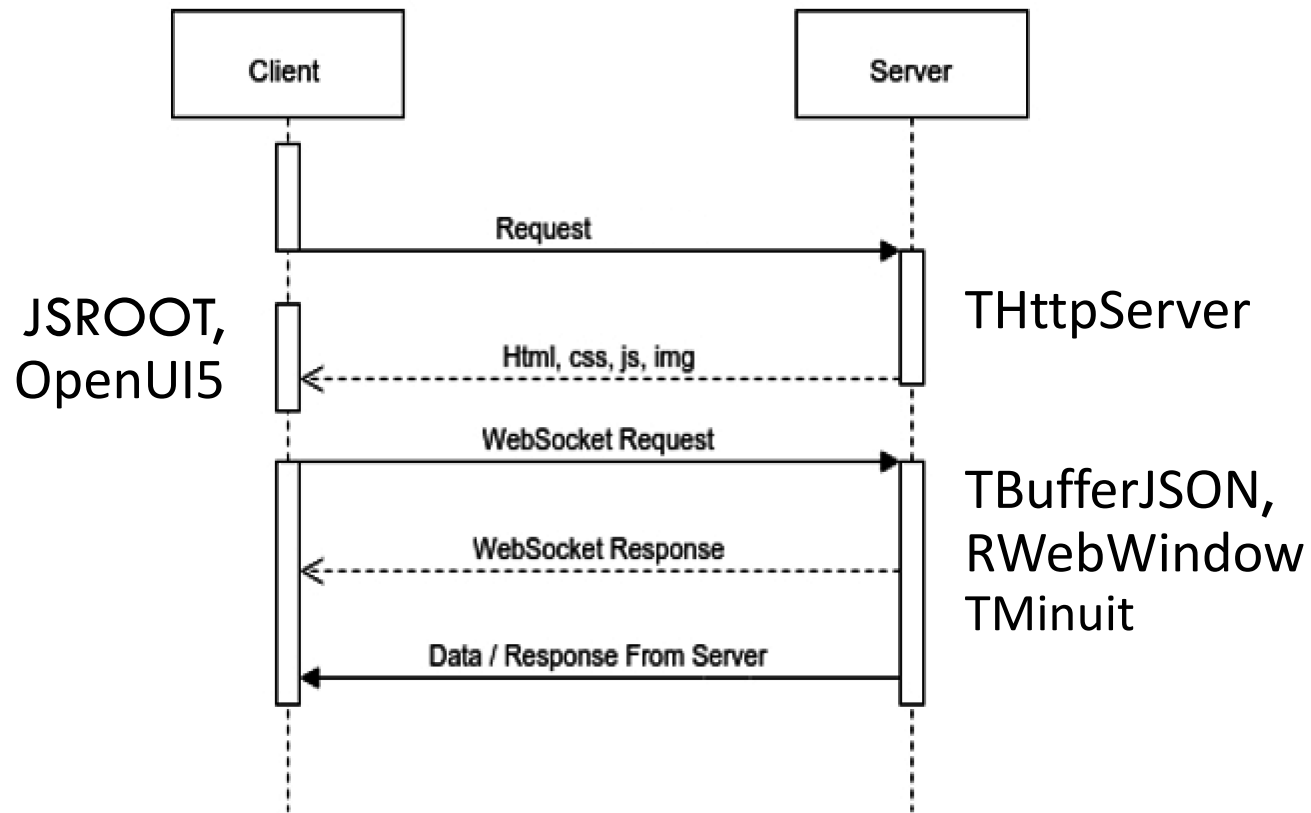 Client
Server
Request
JSROOT,
OpenUI5
THttpServer
Html, css, js, img
WebSocket Request
TBufferJSON,
RWebWindow
TMinuit
WebSocket Response
Data / Response From Server